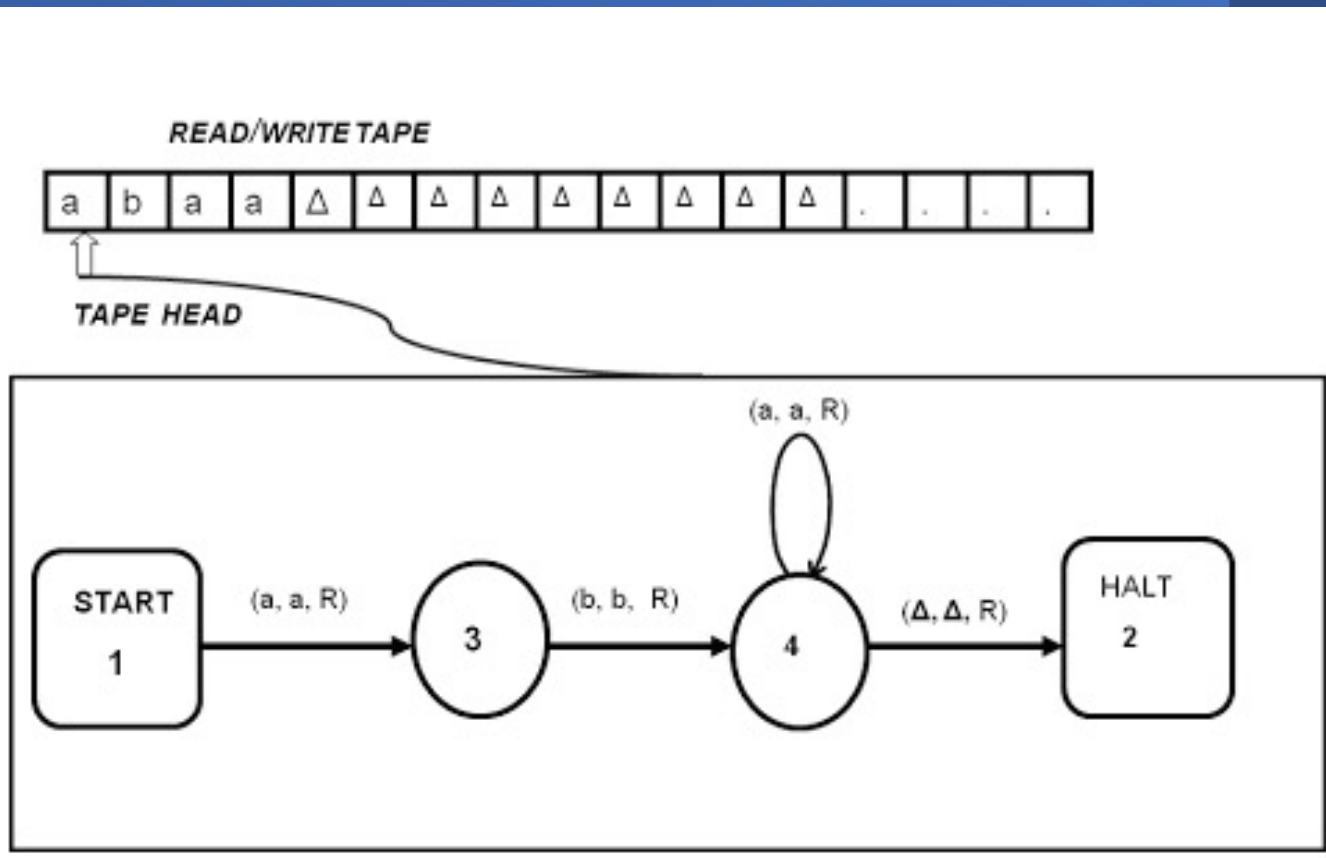 READ/WRITE TAPE
a b a a Δ Δ Δ Δ Δ Δ Δ Δ Δ . . . .
TAPE HEAD
(a, a, R)
START
1
(a, a, R)
3
(b, b, R)
4
(Δ, Δ, R)
HALT
2